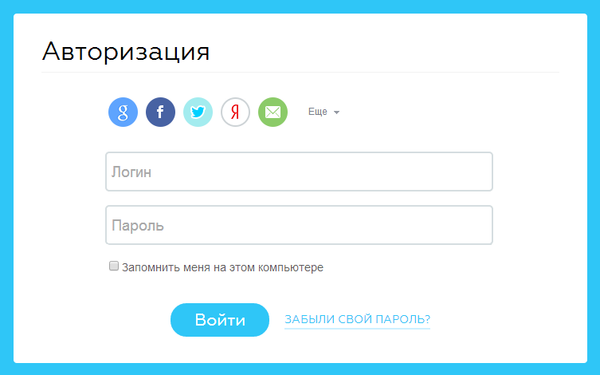 Авторизация
g f Я Еще
Логин
Пароль
Запомнить меня на этом компьютере
Войти ЗАБЫЛИ СВОЙ ПАРОЛЬ?